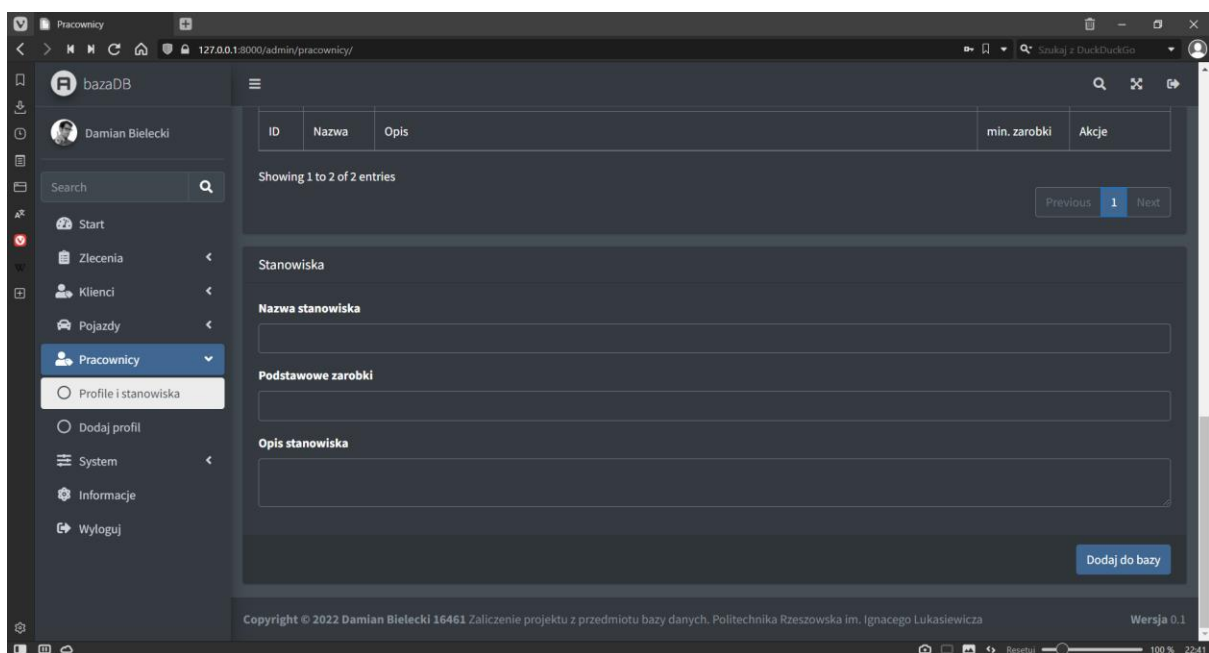 Pracownicy
127.0.0.1:8000/admin/pracownicy/
Szukaj z DuckDuckGo
bazaDB
Damian Bielecki
Search
Start
Zlecenia
Klienci
Pojazdy
Pracownicy
Profile i stanowiska
Dodaj profil
System
Informacje
Wyloguj
ID Nazwa Opis min. zarobki Akcje
Showing 1 to 2 of 2 entries
Previous 1 Next
Stanowiska
Nazwa stanowiska
Podstawowe zarobki
Opis stanowiska
Dodaj do bazy
Copyright © 2022 Damian Bielecki 16461 Zaliczenie projektu z przedmiotu bazy danych. Politechnika Rzeszowska im. Ignacego Lukasiewicza Wersja 0.1
Resetuj 100 % 22:41